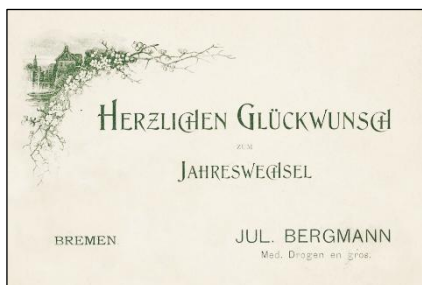 HERZLICHEN GLÜCKWUNSCH
ZUM
JAHRESWECHSEL
BREMEN
JUL. BERGMANN
Med. Drogen en gros.